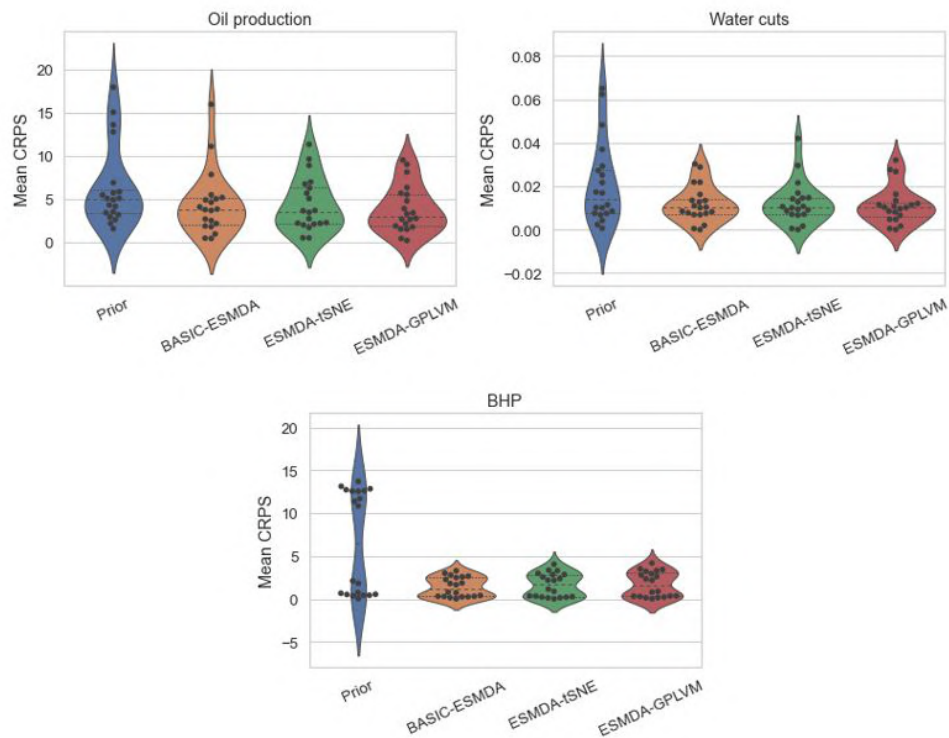 Oil production
Mean CRPS
20
15
10
5
0
Prior
BASIC-ESMDA
ESMDA-tSNE
ESMDA-GPLVM
Water cuts
Mean CRPS
0.08
0.06
0.04
0.02
0.00
−0.02
Prior
BASIC-ESMDA
ESMDA-tSNE
ESMDA-GPLVM
BHP
Mean CRPS
20
15
10
5
0
−5
Prior
BASIC-ESMDA
ESMDA-tSNE
ESMDA-GPLVM